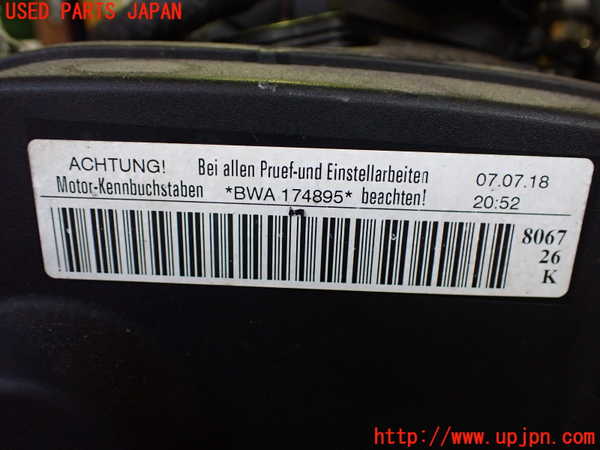 USED PARTS JAPAN
ACHTUNG! Bei allen Pruef-und Einstellarbeiten 07.07.18
Motor-Kennbuchstaben *BWA 174895* beachten! 20:52
8067
26
K
http://www.upjpn.com/